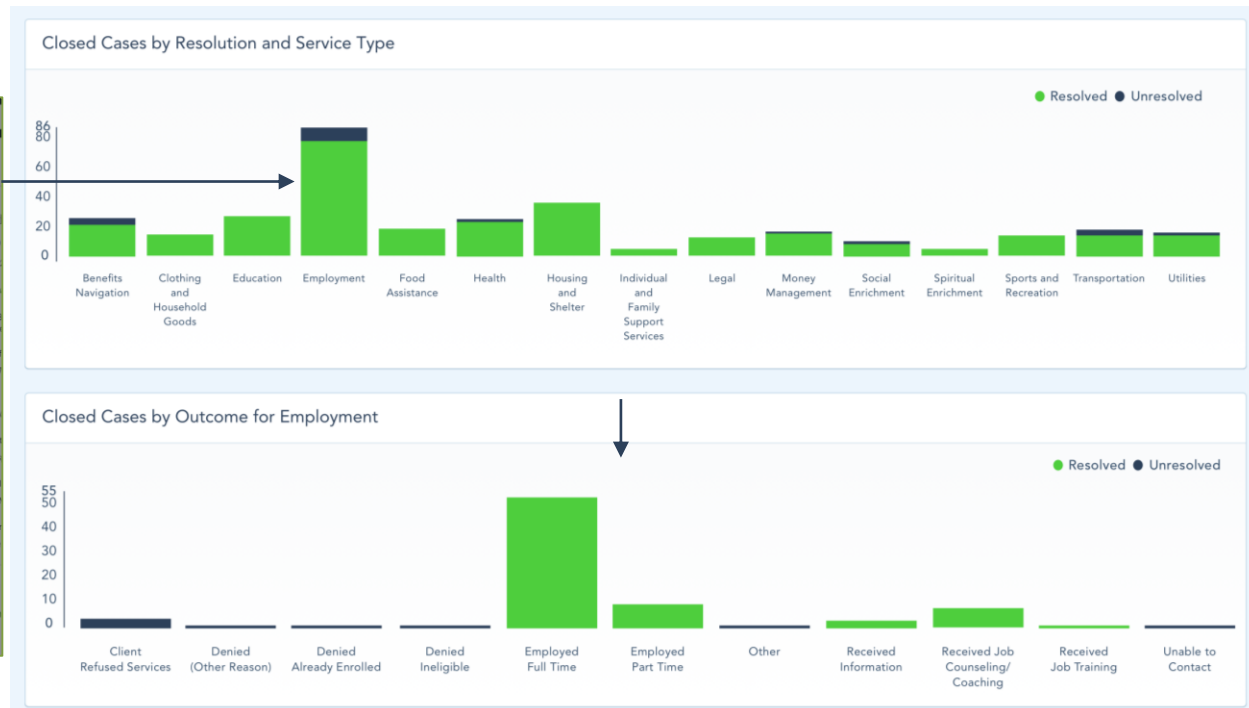 Closed Cases by Resolution and Service Type
Resolved Unresolved
86
80
60
40
20
0
Benefits
Navigation
Clothing
and
Household
Goods
Education
Employment
Food
Assistance
Health
Housing
and
Shelter
Individual
and
Family
Support
Services
Legal
Money
Management
Social
Enrichment
Spiritual
Enrichment
Sports and
Recreation
Transportation
Utilities
Closed Cases by Outcome for Employment
Resolved Unresolved
55
50
40
30
20
10
0
Client
Refused Services
Denied
(Other Reason)
Denied
Already Enrolled
Denied
Ineligible
Employed
Full Time
Employed
Part Time
Other
Received
Information
Received Job
Counseling/
Coaching
Received
Job Training
Unable to
Contact